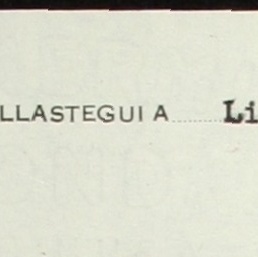 LLASTEGUI A ........ Li